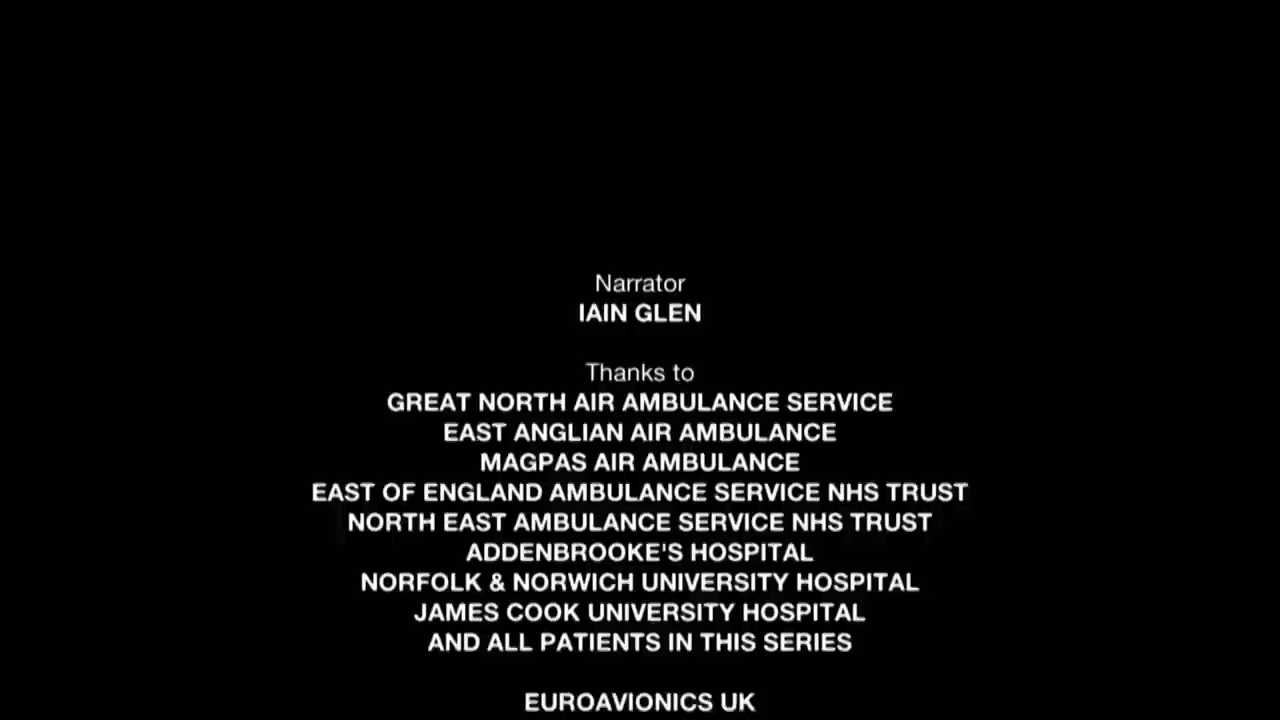 Narrator
IAIN GLEN
Thanks to
GREAT NORTH AIR AMBULANCE SERVICE
EAST ANGLIAN AIR AMBULANCE
MAGPAS AIR AMBULANCE
EAST OF ENGLAND AMBULANCE SERVICE NHS TRUST
NORTH EAST AMBULANCE SERVICE NHS TRUST
ADDENBROOKE'S HOSPITAL
NORFOLK & NORWICH UNIVERSITY HOSPITAL
JAMES COOK UNIVERSITY HOSPITAL
AND ALL PATIENTS IN THIS SERIES
EUROAVIONICS UK